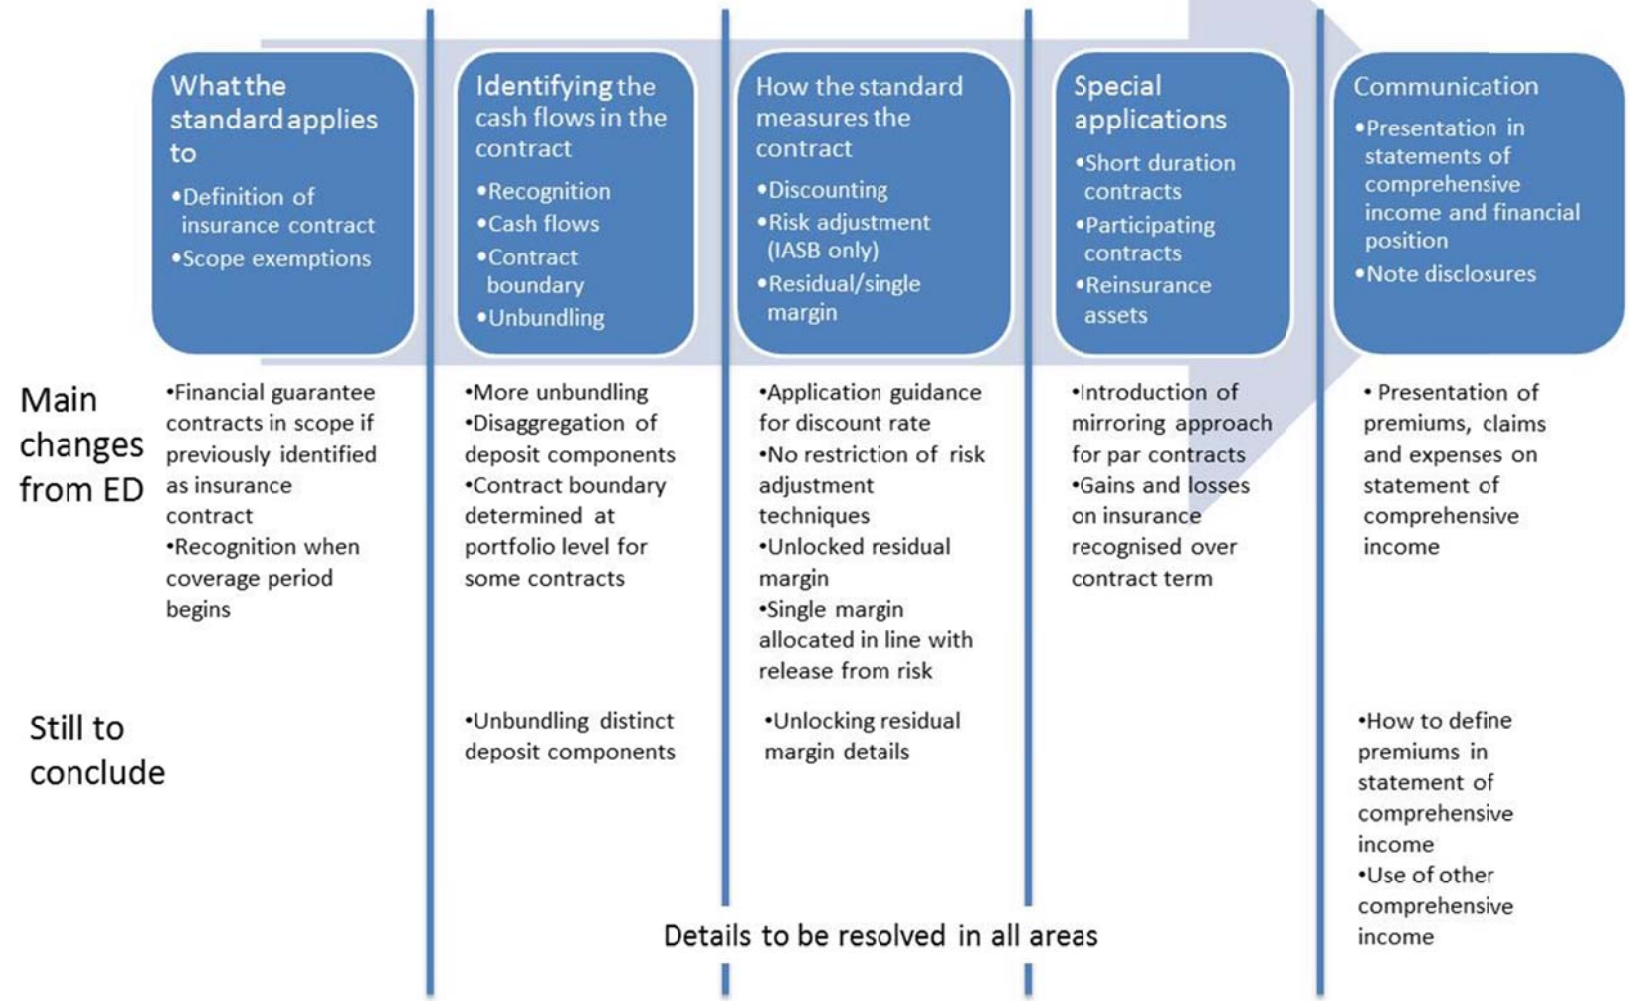 What the
standard applies
to
•Definition of
insurance contract
•Scope exemptions
Identifying the
cash flows in the
contract
•Recognition
•Cash flows
•Contract
boundary
•Unbundling
How the standard
measures the
contract
•Discounting
•Risk adjustment
(IASB only)
•Residual/single
margin
Special
applications
•Short duration
contracts
•Participating
contracts
•Reinsurance
assets
Communication
•Presentation in
statements of
comprehensive
income and financial
position
•Note disclosures
Main
changes
from ED
•Financial guarantee
contracts in scope if
previously identified
as insurance
contract
•Recognition when
coverage period
begins
•More unbundling
•Disaggregation of
deposit components
•Contract boundary
determined at
portfolio level for
some contracts
•Application guidance
for discount rate
•No restriction of risk
adjustment
techniques
•Unlocked residual
margin
•Single margin
allocated in line with
release from risk
•Introduction of
mirroring approach
for par contracts
•Gains and losses
on insurance
recognised over
contract term
• Presentation of
premiums, claims
and expenses on
statement of
comprehensive
income
Still to
conclude
•Unbundling distinct
deposit components
•Unlocking residual
margin details
•How to define
premiums in
statement of
comprehensive
income
•Use of other
comprehensive
income
Details to be resolved in all areas